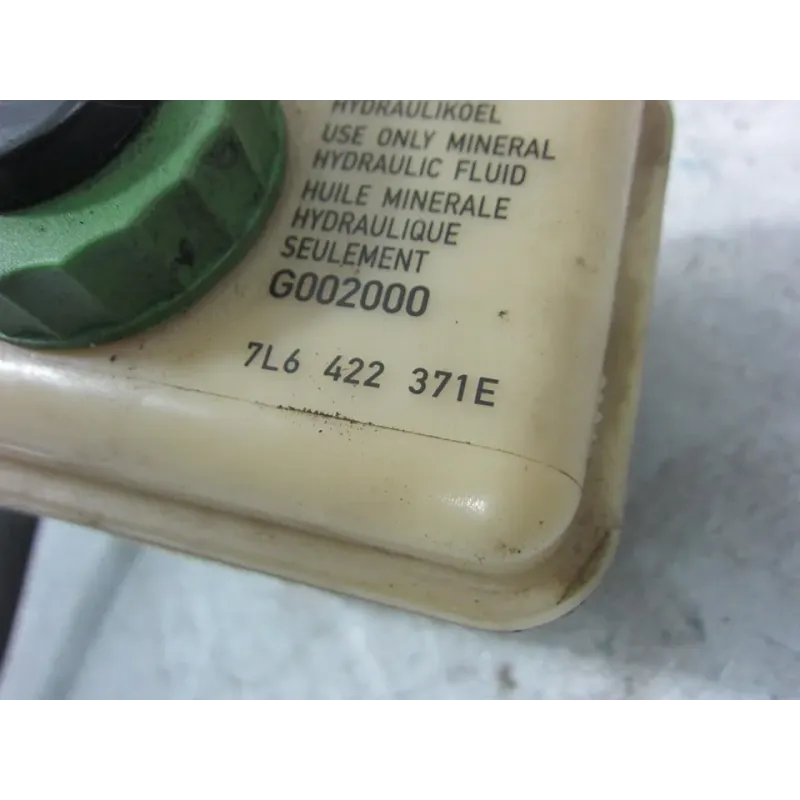 HYDRAULIKOEL
USE ONLY MINERAL
HYDRAULIC FLUID
HUILE MINERALE
HYDRAULIQUE
SEULEMENT
G002000
7L6 422 371E